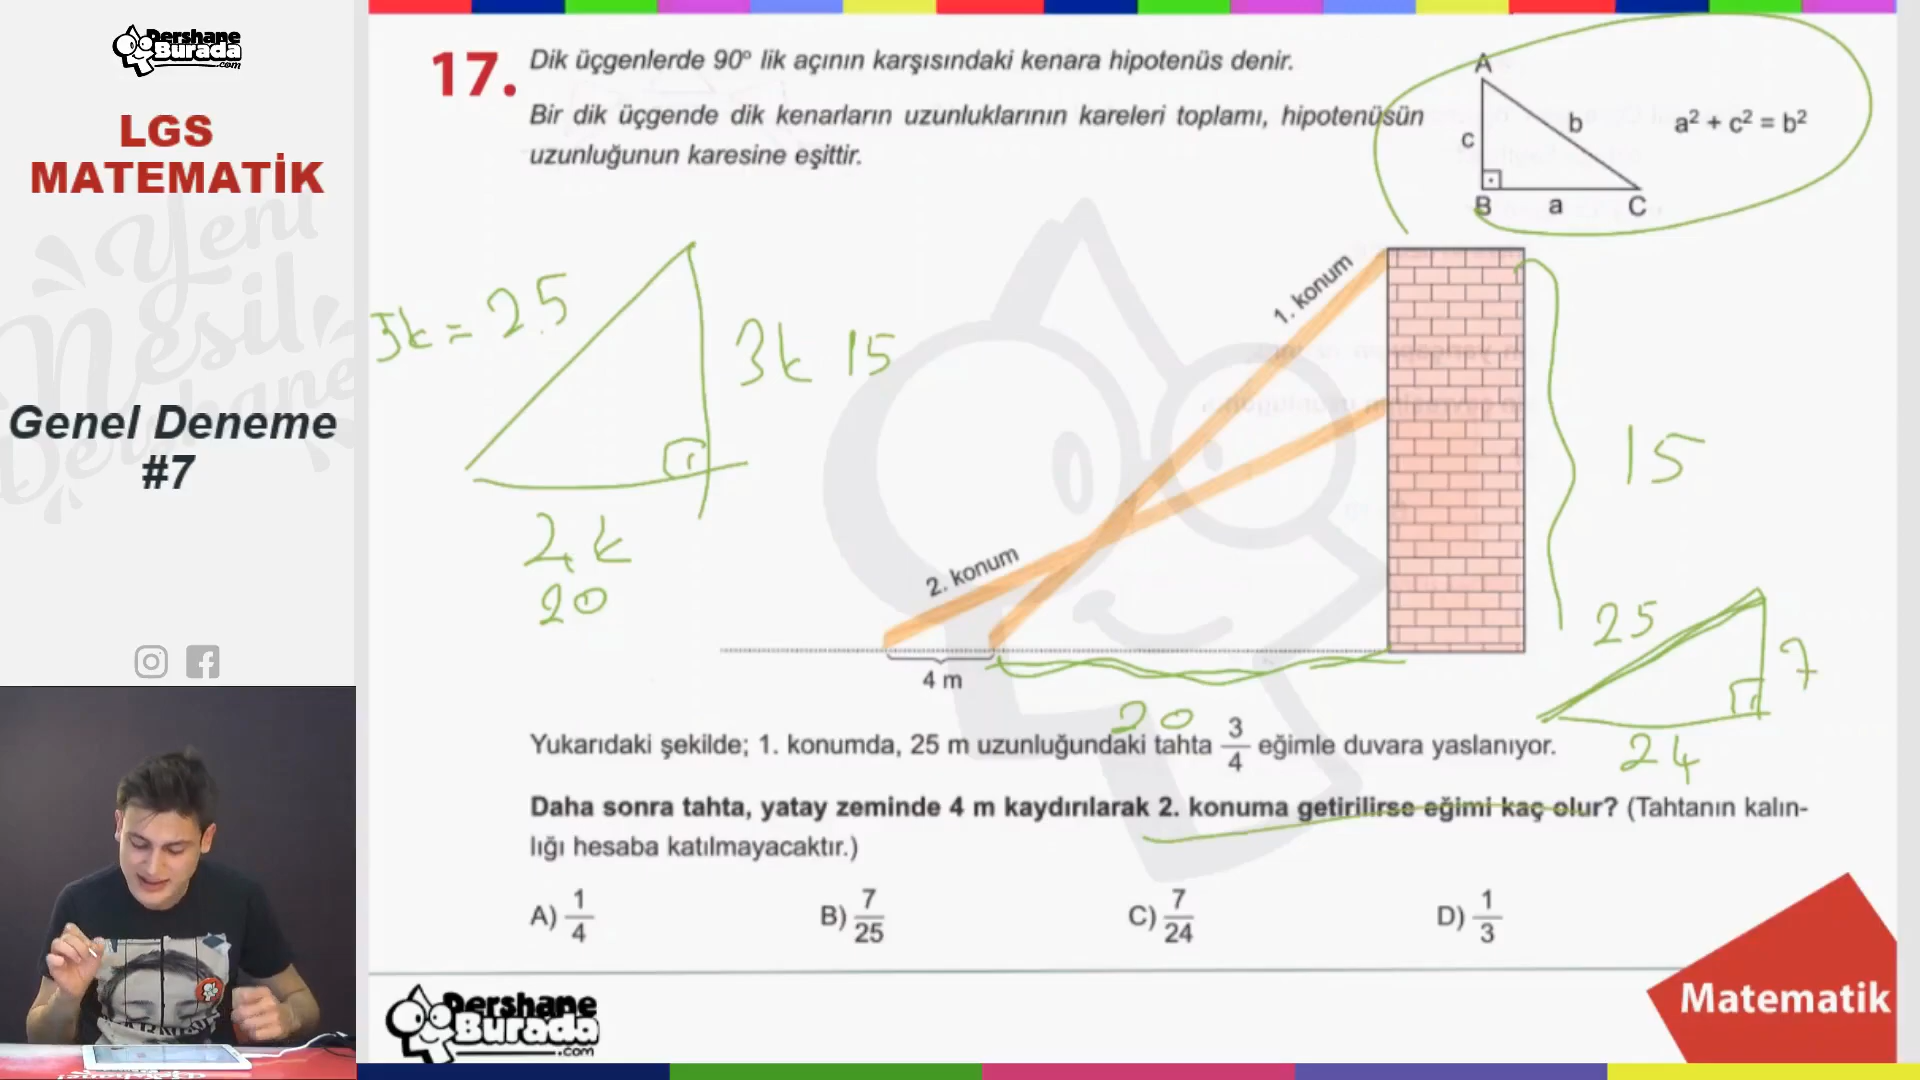 Dershane
Burada
.com
LGS
MATEMATİK
Yeni
Nesil
Dershane
Genel Deneme
#7
17.
Dik üçgenlerde 90° lik açının karşısındaki kenara hipotenüs denir.
Bir dik üçgende dik kenarların uzunluklarının kareleri toplamı, hipotenüsün
uzunluğunun karesine eşittir.
A
c
b
a² + c² = b²
B
a
C
5k = 25
3k 15
4k
20
1. konum
2. konum
15
4 m
20
25
7
24
Yukarıdaki şekilde; 1. konumda, 25 m uzunluğundaki tahta 3/4 eğimle duvara yaslanıyor.
Daha sonra tahta, yatay zeminde 4 m kaydırılarak 2. konuma getirilirse eğimi kaç olur? (Tahtanın kalın-
lığı hesaba katılmayacaktır.)
A) 1/4
B) 7/25
C) 7/24
D) 1/3
Dershane
Burada
.com
Matematik